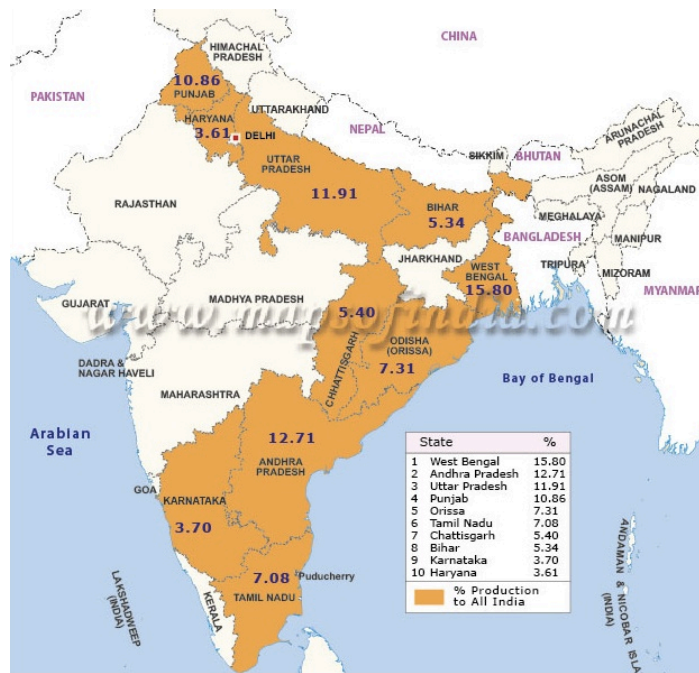 CHINA
HIMACHAL
PRADESH
10.86
PUNJAB
PAKISTAN
UTTARAKHAND
HARYANA
3.61
DELHI
NEPAL
ARUNACHAL
PRADESH
UTTAR
PRADESH
SIKKIM
BHUTAN
11.91
ASOM
(ASSAM)
NAGALAND
RAJASTHAN
BIHAR
5.34
MEGHALAYA
BANGLADESH
MANIPUR
JHARKHAND
WEST
BENGAL
15.80
TRIPURA
MIZORAM
MYANMAR
GUJARAT
MADHYA PRADESH
5.40
www.mapsofindia.com
CHHATTISGARH
ODISHA
(ORISSA)
7.31
DADRA &
NAGAR HAVELI
MAHARASHTRA
Bay of Bengal
Arabian
Sea
12.71
ANDHRA
PRADESH
GOA
KARNATAKA
3.70
7.08
Puducherry
TAMIL NADU
KERALA
LAKSHADWEEP
(INDIA)
ANDAMAN & NICOBAR ISLA
(INDIA)
State %
1 West Bengal 15.80
2 Andhra Pradesh 12.71
3 Uttar Pradesh 11.91
4 Punjab 10.86
5 Orissa 7.31
6 Tamil Nadu 7.08
7 Chattisgarh 5.40
8 Bihar 5.34
9 Karnataka 3.70
10 Haryana 3.61
% Production
to All India